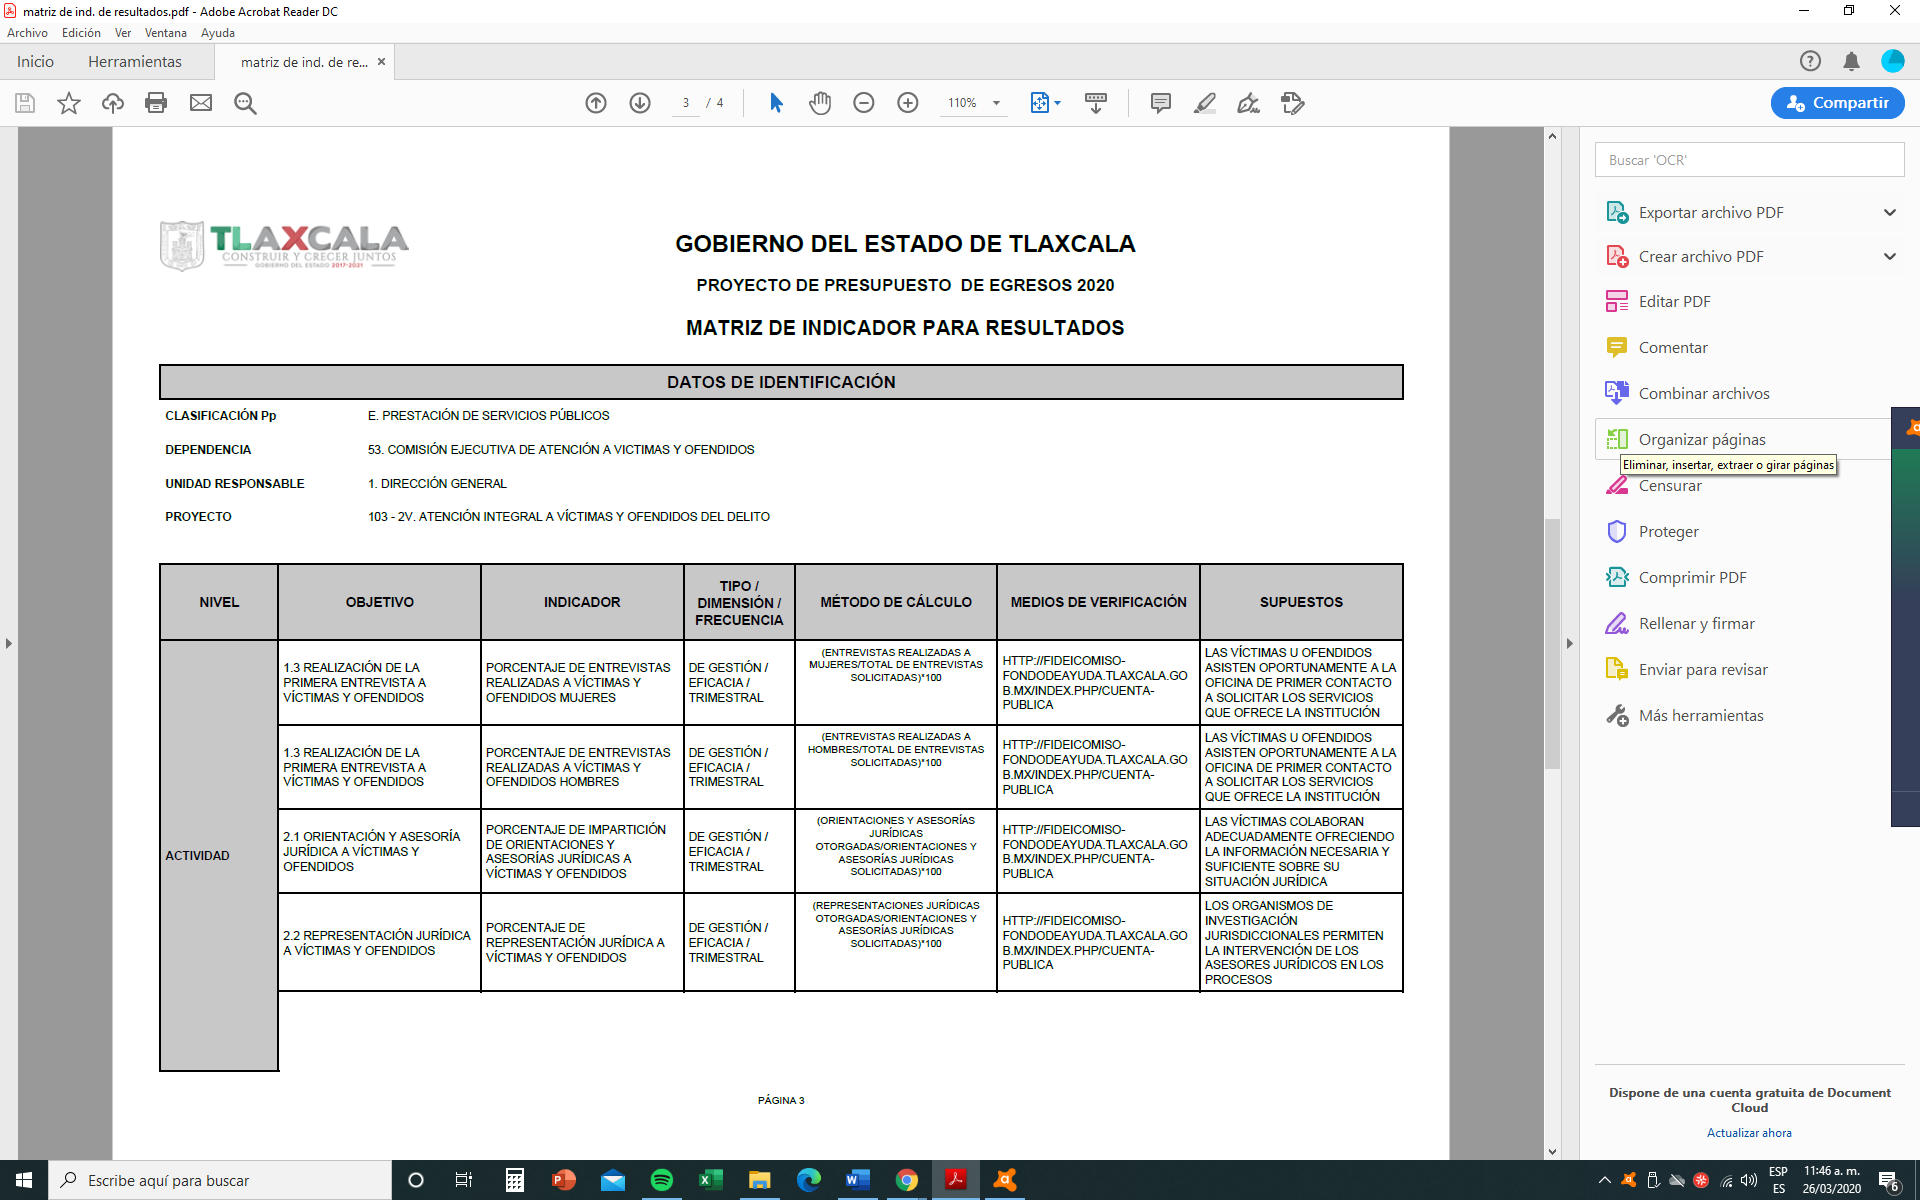 matriz de ind. de resultados.pdf - Adobe Acrobat Reader DC
Archivo Edición Ver Ventana Ayuda
Inicio Herramientas matriz de ind. de re... ×
3 / 4 110% Compartir
Buscar 'OCR'
Exportar archivo PDF
Crear archivo PDF
Editar PDF
Comentar
Combinar archivos
Organizar páginas
Eliminar, insertar, extraer o girar páginas
Censurar
Proteger
Comprimir PDF
Rellenar y firmar
Enviar para revisar
Más herramientas
Dispone de una cuenta gratuita de Document
Cloud
Actualizar ahora
TLAXCALA
CONSTRUIR Y CRECER JUNTOS
GOBIERNO DEL ESTADO 2017-2021
GOBIERNO DEL ESTADO DE TLAXCALA
PROYECTO DE PRESUPUESTO DE EGRESOS 2020
MATRIZ DE INDICADOR PARA RESULTADOS
DATOS DE IDENTIFICACIÓN
CLASIFICACIÓN Pp E. PRESTACIÓN DE SERVICIOS PÚBLICOS
DEPENDENCIA 53. COMISIÓN EJECUTIVA DE ATENCIÓN A VICTIMAS Y OFENDIDOS
UNIDAD RESPONSABLE 1. DIRECCIÓN GENERAL
PROYECTO 103 - 2V. ATENCIÓN INTEGRAL A VÍCTIMAS Y OFENDIDOS DEL DELITO
NIVEL
OBJETIVO
INDICADOR
TIPO /
DIMENSIÓN /
FRECUENCIA
MÉTODO DE CÁLCULO
MEDIOS DE VERIFICACIÓN
SUPUESTOS
ACTIVIDAD
1.3 REALIZACIÓN DE LA
PRIMERA ENTREVISTA A
VÍCTIMAS Y OFENDIDOS
PORCENTAJE DE ENTREVISTAS
REALIZADAS A VÍCTIMAS Y
OFENDIDOS MUJERES
DE GESTIÓN /
EFICACIA /
TRIMESTRAL
(ENTREVISTAS REALIZADAS A
MUJERES/TOTAL DE ENTREVISTAS
SOLICITADAS)*100
HTTP://FIDEICOMISO-
FONDODEAYUDA.TLAXCALA.GO
B.MX/INDEX.PHP/CUENTA-
PUBLICA
LAS VÍCTIMAS U OFENDIDOS
ASISTEN OPORTUNAMENTE A LA
OFICINA DE PRIMER CONTACTO
A SOLICITAR LOS SERVICIOS
QUE OFRECE LA INSTITUCIÓN
1.3 REALIZACIÓN DE LA
PRIMERA ENTREVISTA A
VÍCTIMAS Y OFENDIDOS
PORCENTAJE DE ENTREVISTAS
REALIZADAS A VÍCTIMAS Y
OFENDIDOS HOMBRES
DE GESTIÓN /
EFICACIA /
TRIMESTRAL
(ENTREVISTAS REALIZADAS A
HOMBRES/TOTAL DE ENTREVISTAS
SOLICITADAS)*100
HTTP://FIDEICOMISO-
FONDODEAYUDA.TLAXCALA.GO
B.MX/INDEX.PHP/CUENTA-
PUBLICA
LAS VÍCTIMAS U OFENDIDOS
ASISTEN OPORTUNAMENTE A LA
OFICINA DE PRIMER CONTACTO
A SOLICITAR LOS SERVICIOS
QUE OFRECE LA INSTITUCIÓN
2.1 ORIENTACIÓN Y ASESORÍA
JURÍDICA A VÍCTIMAS Y
OFENDIDOS
PORCENTAJE DE IMPARTICIÓN
DE ORIENTACIONES Y
ASESORÍAS JURÍDICAS A
VÍCTIMAS Y OFENDIDOS
DE GESTIÓN /
EFICACIA /
TRIMESTRAL
(ORIENTACIONES Y ASESORÍAS
JURÍDICAS
OTORGADAS/ORIENTACIONES Y
ASESORÍAS JURÍDICAS
SOLICITADAS)*100
HTTP://FIDEICOMISO-
FONDODEAYUDA.TLAXCALA.GO
B.MX/INDEX.PHP/CUENTA-
PUBLICA
LAS VÍCTIMAS COLABORAN
ADECUADAMENTE OFRECIENDO
LA INFORMACIÓN NECESARIA Y
SUFICIENTE SOBRE SU
SITUACIÓN JURÍDICA
2.2 REPRESENTACIÓN JURÍDICA
A VÍCTIMAS Y OFENDIDOS
PORCENTAJE DE
REPRESENTACIÓN JURÍDICA A
VÍCTIMAS Y OFENDIDOS
DE GESTIÓN /
EFICACIA /
TRIMESTRAL
(REPRESENTACIONES JURÍDICAS
OTORGADAS/ORIENTACIONES Y
ASESORÍAS JURÍDICAS
SOLICITADAS)*100
HTTP://FIDEICOMISO-
FONDODEAYUDA.TLAXCALA.GO
B.MX/INDEX.PHP/CUENTA-
PUBLICA
LOS ORGANISMOS DE
INVESTIGACIÓN
JURISDICCIONALES PERMITEN
LA INTERVENCIÓN DE LOS
ASESORES JURÍDICOS EN LOS
PROCESOS
PÁGINA 3
Escribe aquí para buscar
ESP
ES
11:46 a. m.
26/03/2020
6